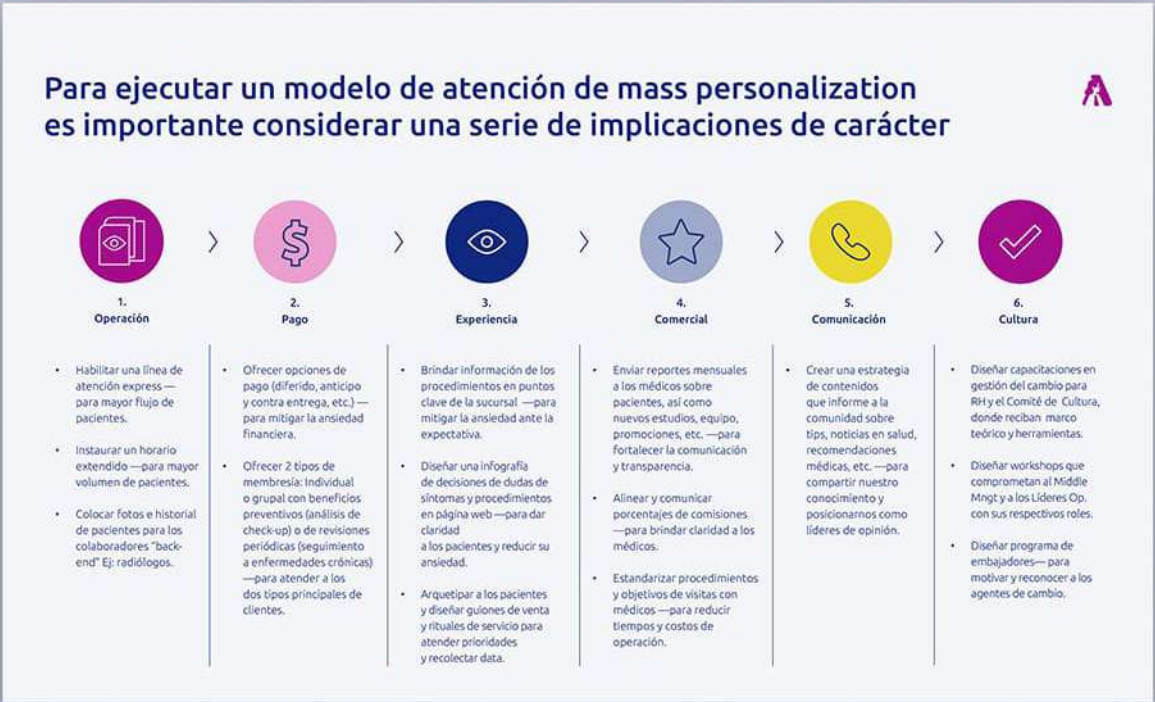 Para ejecutar un modelo de atención de mass personalization
es importante considerar una serie de implicaciones de carácter
1.
Operación
• Habilitar una línea de
atención express —
para mayor flujo de
pacientes.
• Instaurar un horario
extendido —para mayor
volumen de pacientes.
• Colocar fotos e historial
de pacientes para los
colaboradores "back-
end" Ej: radiólogos.
2.
Pago
• Ofrecer opciones de
pago (diferido, anticipo
y contra entrega, etc.) —
para mitigar la ansiedad
financiera.
• Ofrecer 2 tipos de
membresía: Individual
o grupal con beneficios
preventivos (análisis de
check-up) o de revisiones
periódicas (seguimiento
a enfermedades crónicas)
—para atender a los
dos tipos principales de
clientes.
3.
Experiencia
• Brindar información de los
procedimientos en puntos
clave de la sucursal —para
mitigar la ansiedad ante la
expectativa.
• Diseñar una infografía
de decisiones de dudas de
síntomas y procedimientos
en página web —para dar
claridad
a los pacientes y reducir su
ansiedad.
• Arquetipar a los pacientes
y diseñar guiones de venta
y rituales de servicio para
atender prioridades
y recolectar data.
4.
Comercial
• Enviar reportes mensuales
a los médicos sobre
pacientes, así como
nuevos estudios, equipo,
promociones, etc. —para
fortalecer la comunicación
y transparencia.
• Alinear y comunicar
porcentajes de comisiones
—para brindar claridad a los
médicos.
• Estandarizar procedimientos
y objetivos de visitas con
médicos —para reducir
tiempos y costos de
operación.
5.
Comunicación
• Crear una estrategia
de contenidos
que informe a la
comunidad sobre
tips, noticias en salud,
recomendaciones
médicas, etc. —para
compartir nuestro
conocimiento y
posicionarnos como
líderes de opinión.
6.
Cultura
• Diseñar capacitaciones en
gestión del cambio para
RH y el Comité de Cultura,
donde reciban marco
teórico y herramientas.
• Diseñar workshops que
comprometan al Middle
Mngt y a los Líderes Op.
con sus respectivos roles.
• Diseñar programa de
embajadores— para
motivar y reconocer a los
agentes de cambio.